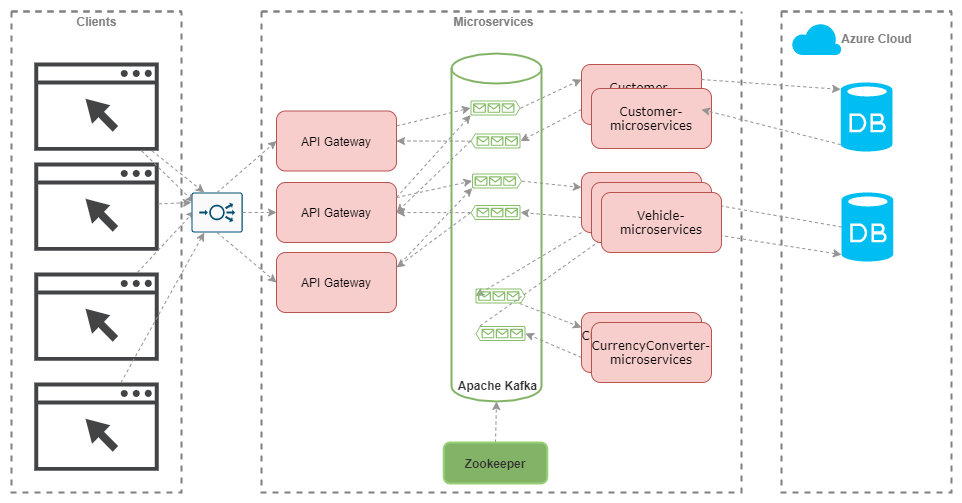 Clients
Microservices
Azure Cloud
Customer-
Customer-
microservices
DB
API Gateway
API Gateway
API Gateway
Vehicle-
microservices
DB
C
CurrencyConverter-
microservices
Apache Kafka
Zookeeper